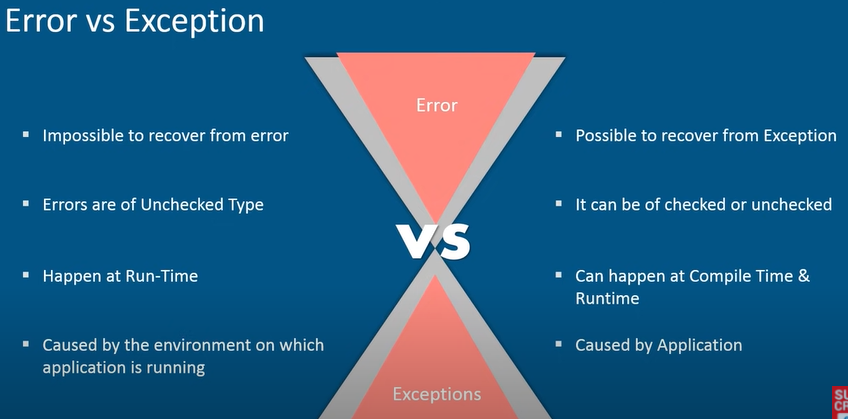 Error vs Exception
Error
Impossible to recover from error
Errors are of Unchecked Type
Happen at Run-Time
Caused by the environment on which
application is running
vs
Possible to recover from Exception
It can be of checked or unchecked
Can happen at Compile Time &
Runtime
Caused by Application
Exceptions